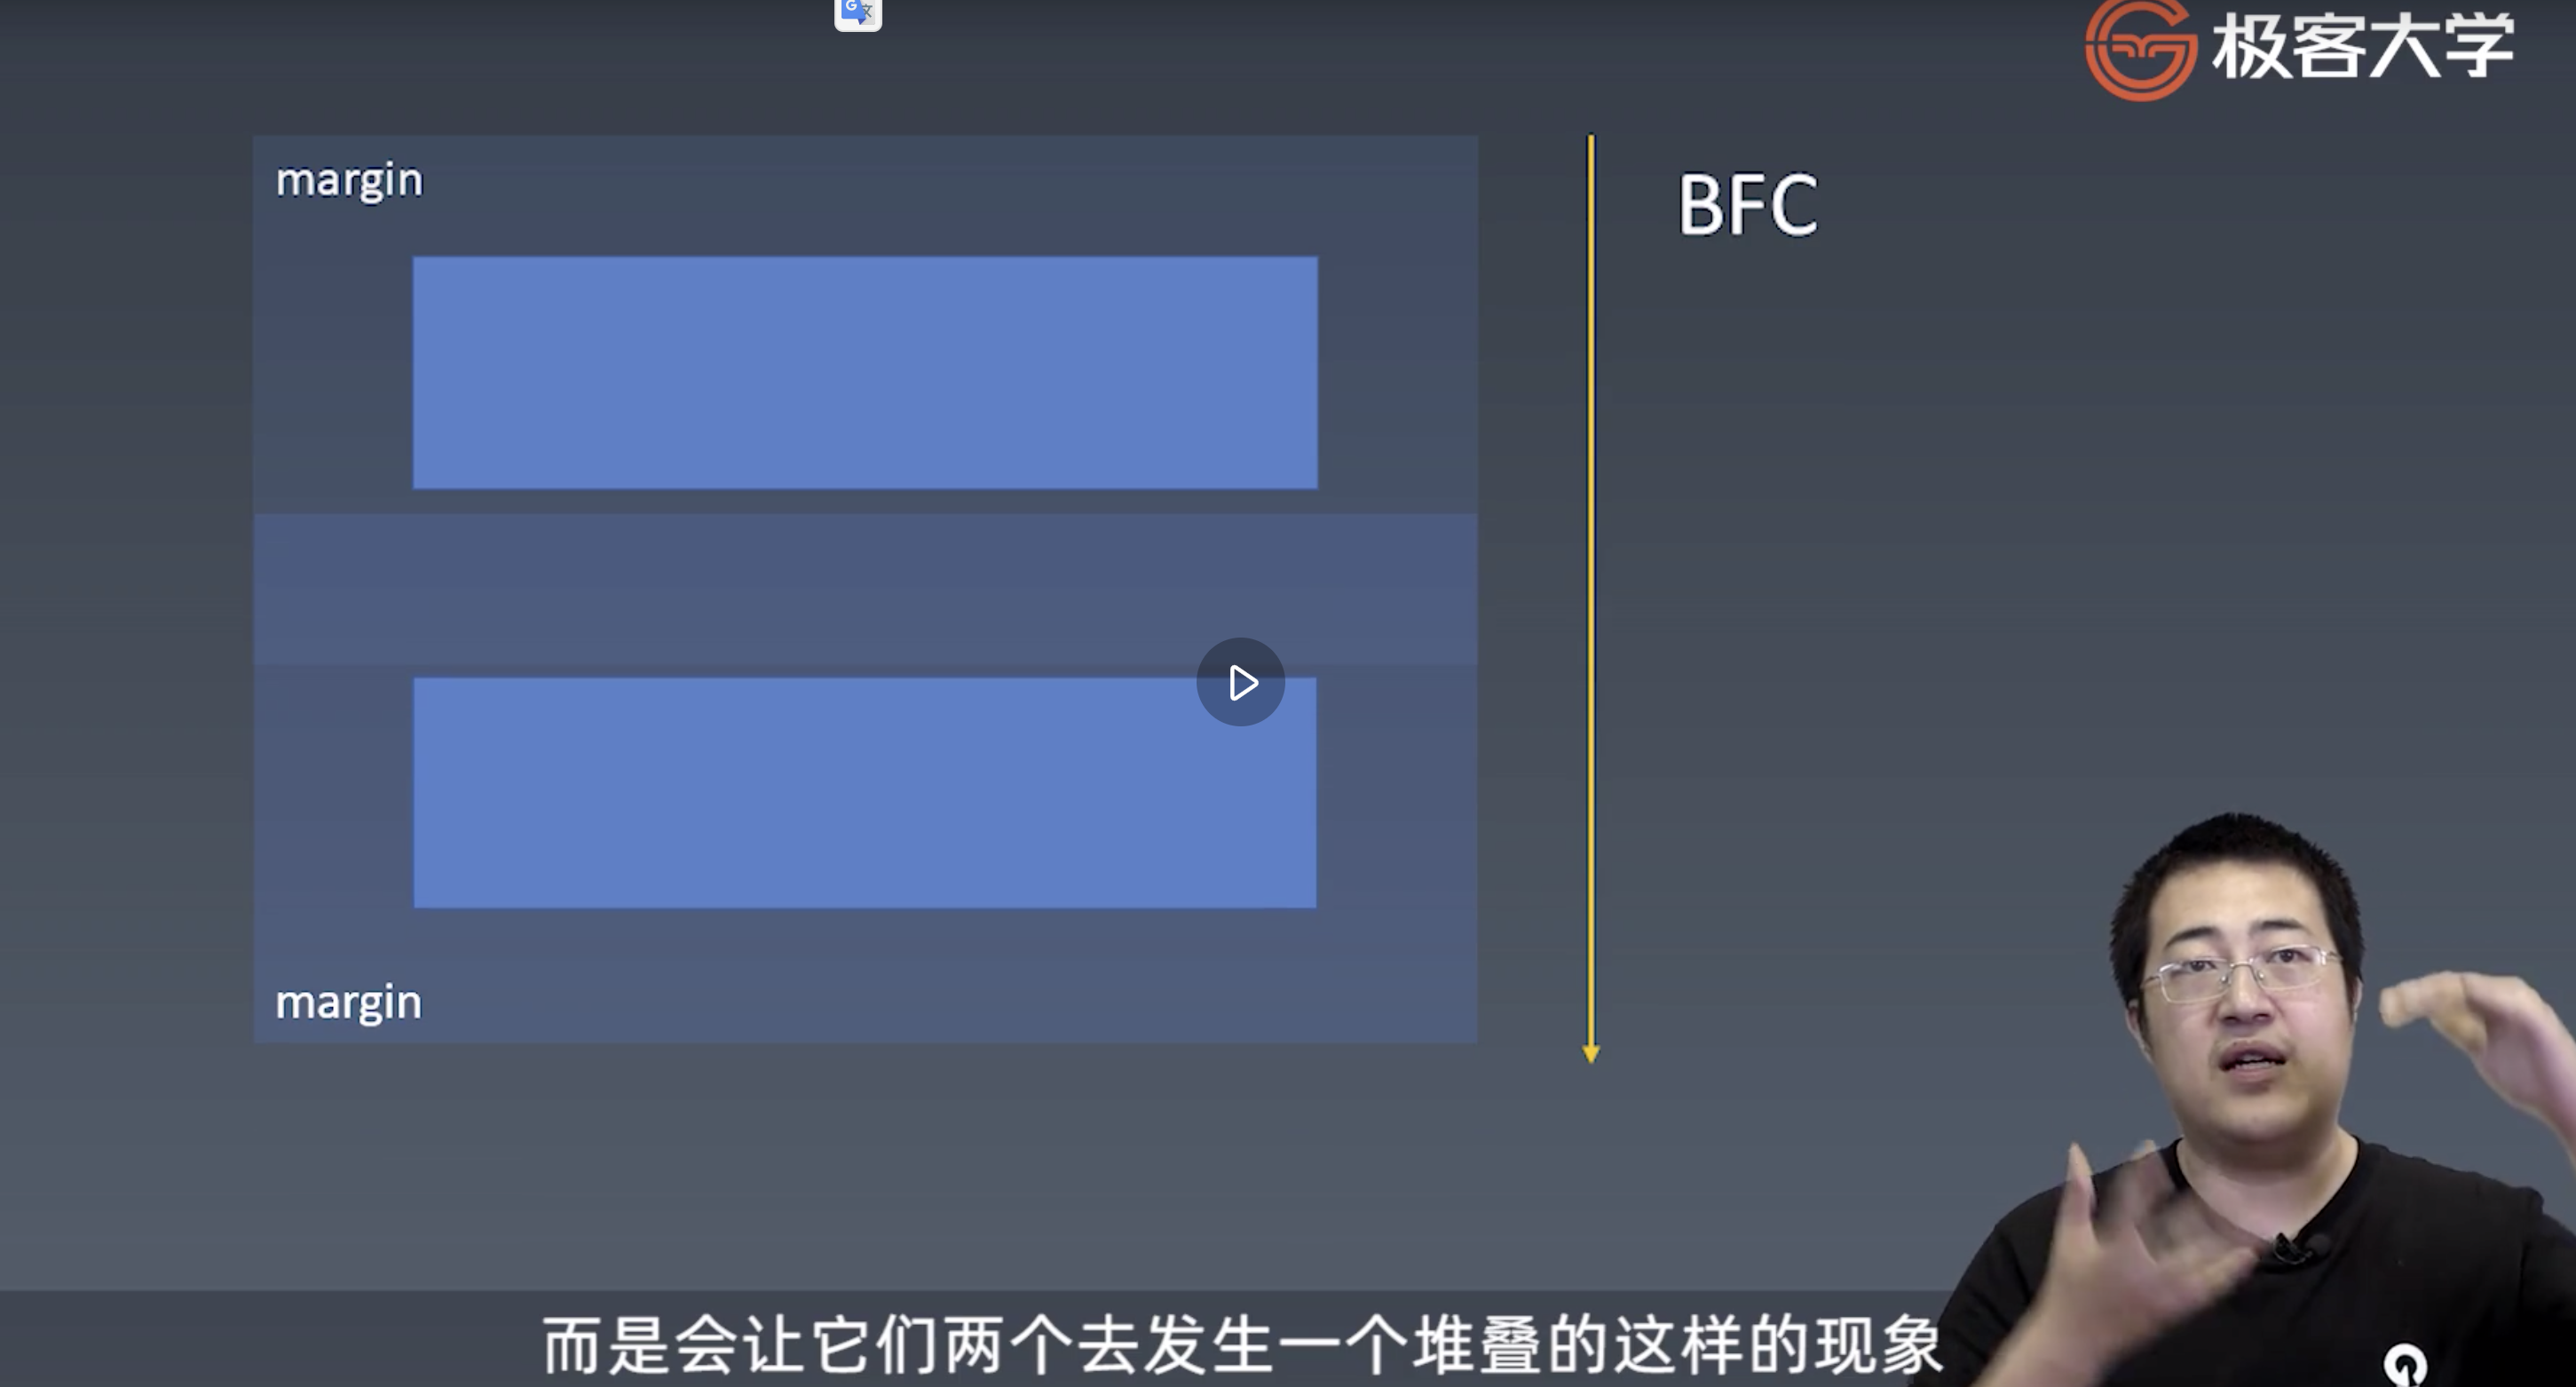 极客大学
margin
BFC
margin
而是会让它们两个去发生一个堆叠的这样的现象